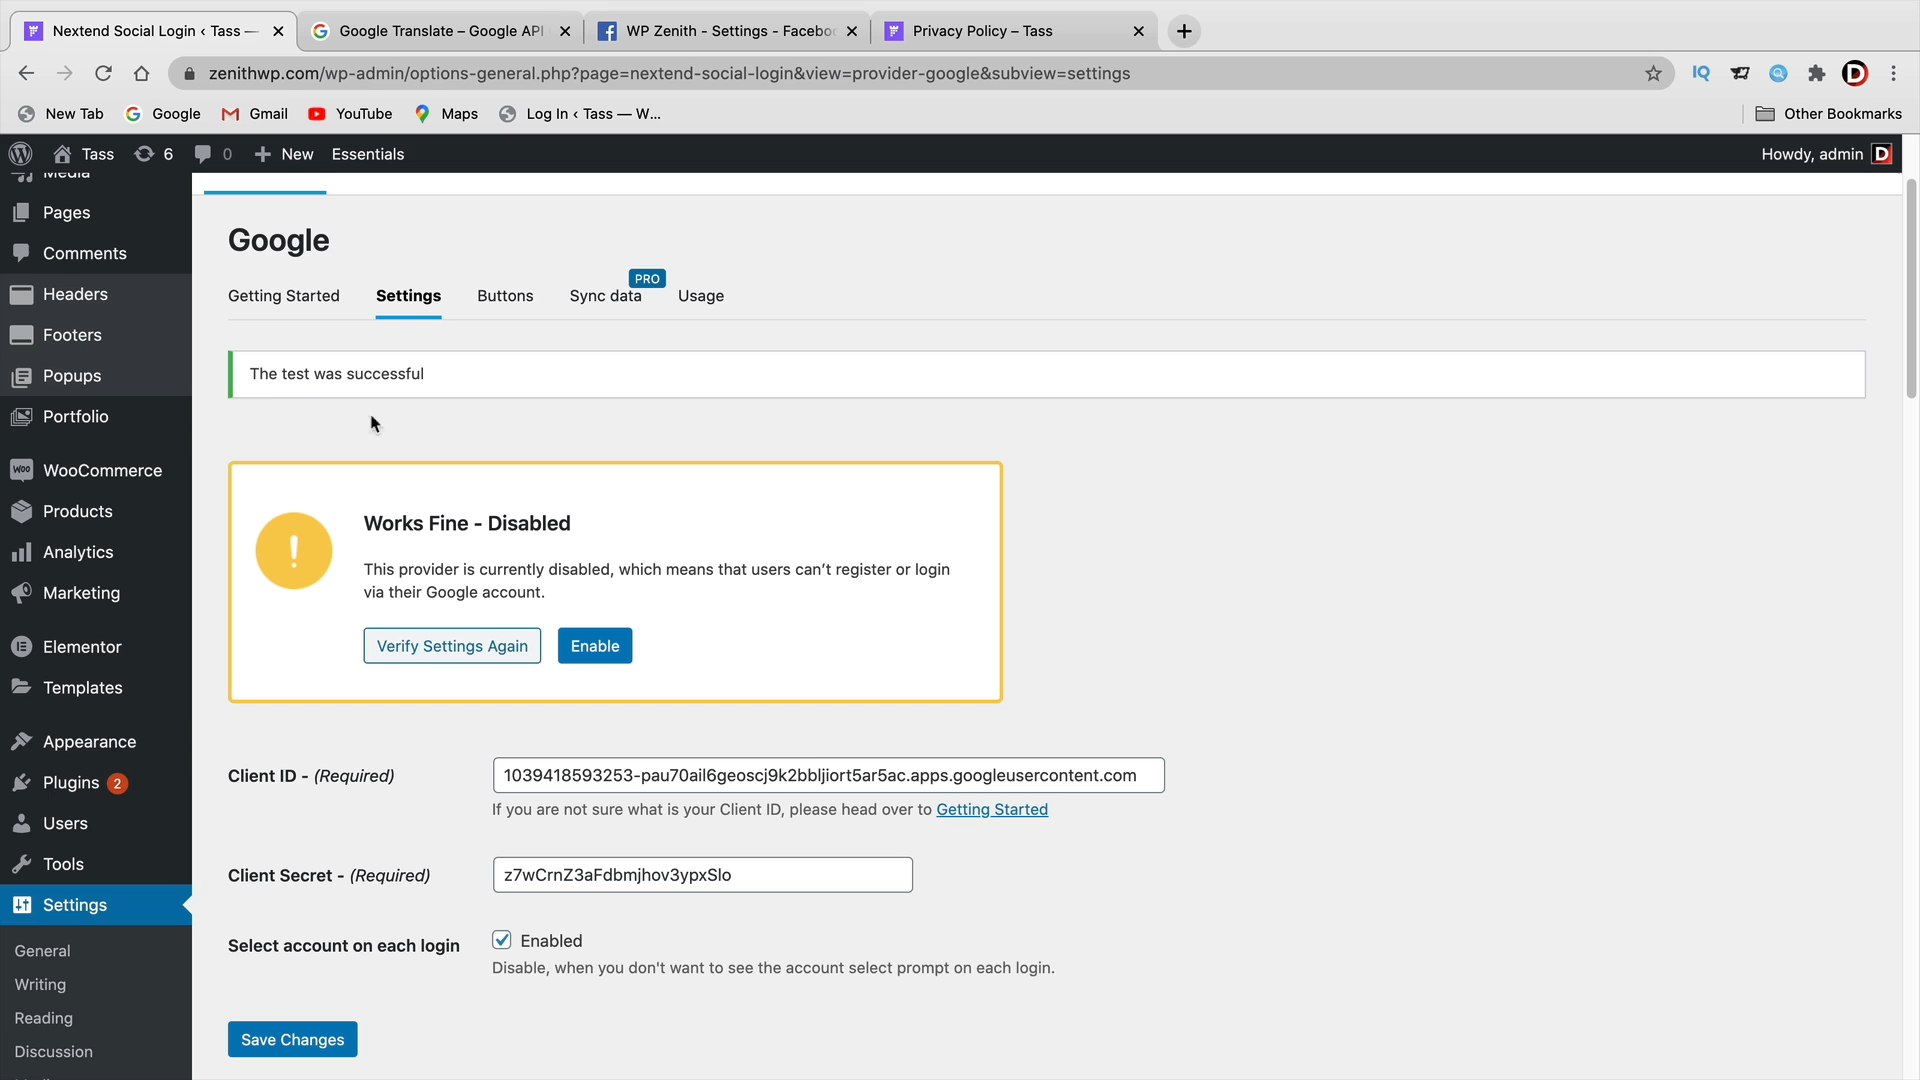 Nextend Social Login ‹ Tass —
Google Translate – Google API
WP Zenith - Settings - Facebo
Privacy Policy – Tass
zenithwp.com/wp-admin/options-general.php?page=nextend-social-login&view=provider-google&subview=settings
IQ
D
New Tab
Google
Gmail
YouTube
Maps
Log In ‹ Tass — W...
Other Bookmarks
Tass
6
0
New
Essentials
Howdy, admin
D
Media
Pages
Comments
Headers
Footers
Popups
Portfolio
Woo
WooCommerce
Products
Analytics
Marketing
Elementor
Templates
Appearance
Plugins 2
Users
Tools
Settings
General
Writing
Reading
Discussion
Google
PRO
Getting Started
Settings
Buttons
Sync data
Usage
The test was successful
!
Works Fine - Disabled
This provider is currently disabled, which means that users can't register or login
via their Google account.
Verify Settings Again
Enable
Client ID - (Required)
1039418593253-pau70ail6geoscj9k2bbljiort5ar5ac.apps.googleusercontent.com
If you are not sure what is your Client ID, please head over to Getting Started
Client Secret - (Required)
z7wCrnZ3aFdbmjhov3ypxSlo
Select account on each login
Enabled
Disable, when you don't want to see the account select prompt on each login.
Save Changes